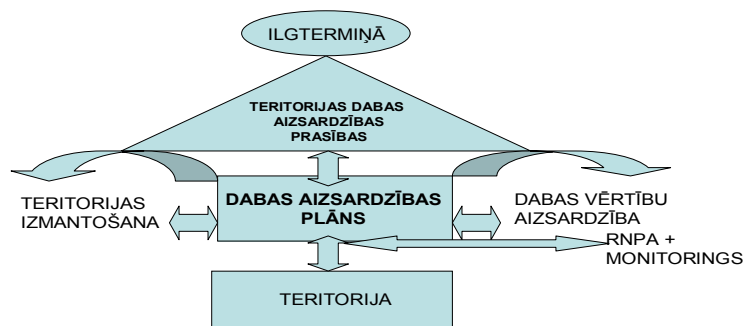 ILGTERMIŅĀ
TERITORIJAS DABAS
AIZSARDZĪBAS
PRASĪBAS
TERITORIJAS
IZMANTOŠANA
DABAS AIZSARDZĪBAS
PLĀNS
DABAS VĒRTĪBU
AIZSARDZĪBA
RNPA +
MONITORINGS
TERITORIJA